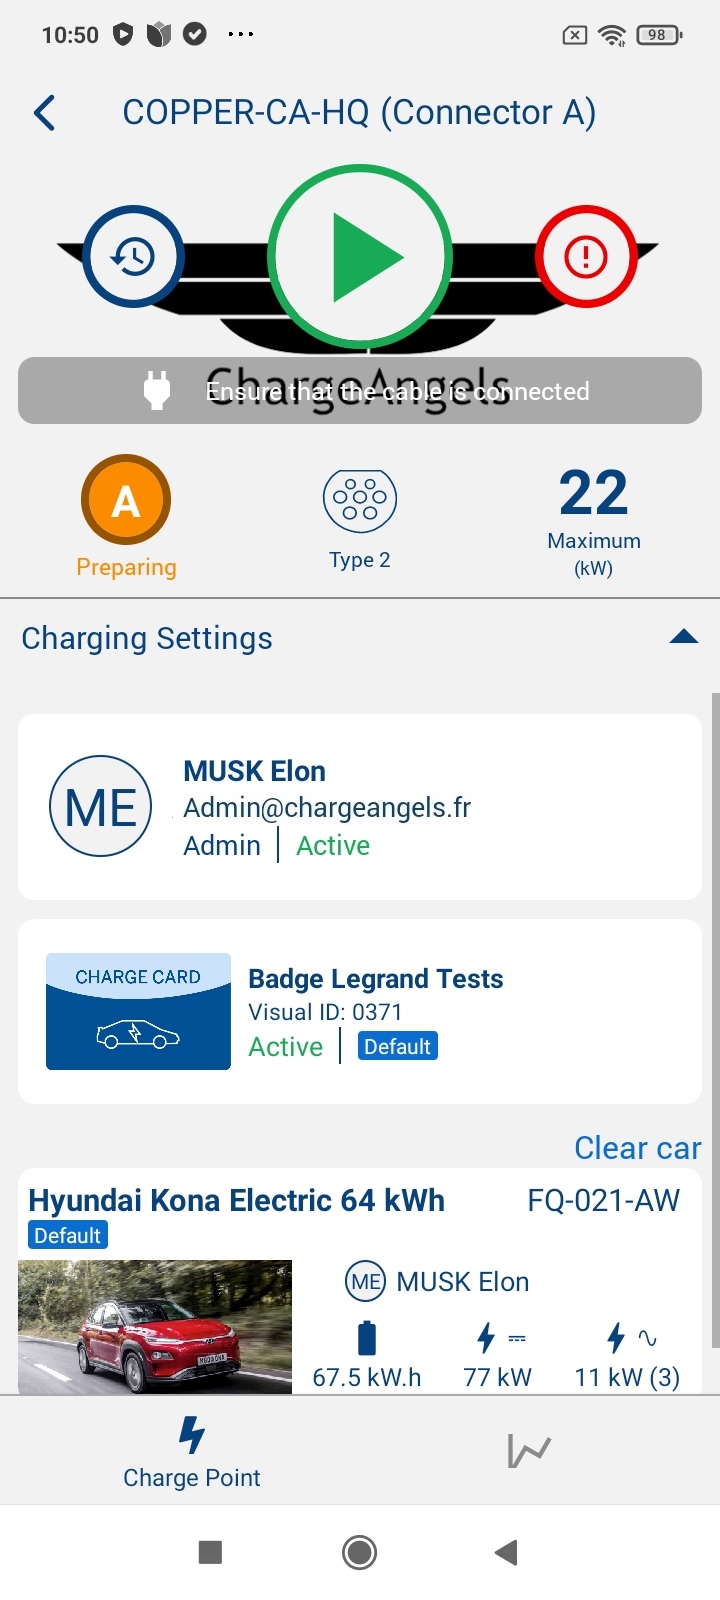 10:50
98
COPPER-CA-HQ (Connector A)
ChargeAngels
Ensure that the cable is connected
A
Preparing
Type 2
22
Maximum
(kW)
Charging Settings
ME
MUSK Elon
Admin@chargeangels.fr
Admin
Active
CHARGE CARD
Badge Legrand Tests
Visual ID: 0371
Active
Default
Clear car
Hyundai Kona Electric 64 kWh
FQ-021-AW
Default
ME
MUSK Elon
67.5 kW.h
77 kW
11 kW (3)
Charge Point